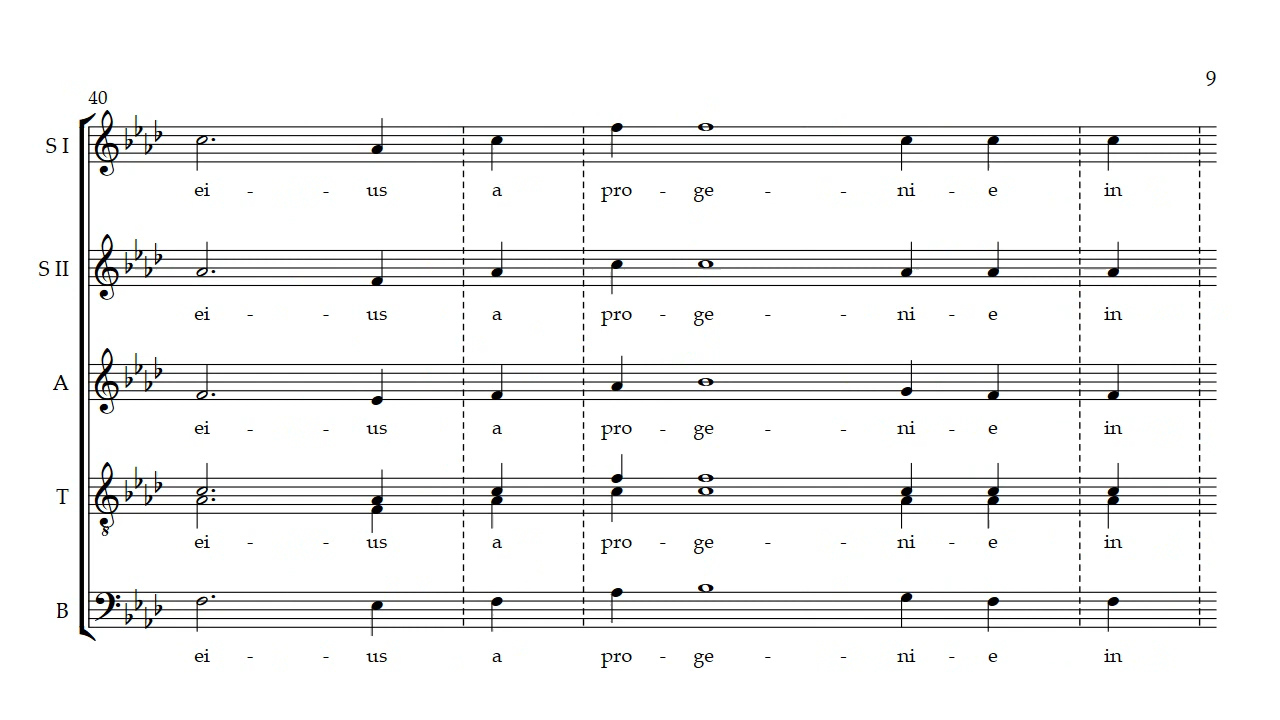 9
40
S I
ei - - us a pro - ge - - ni - e in
S II
ei - - us a pro - ge - - ni - e in
A
ei - - us a pro - ge - - ni - e in
T
8
ei - - us a pro - ge - - ni - e in
B
ei - - us a pro - ge - - ni - e in